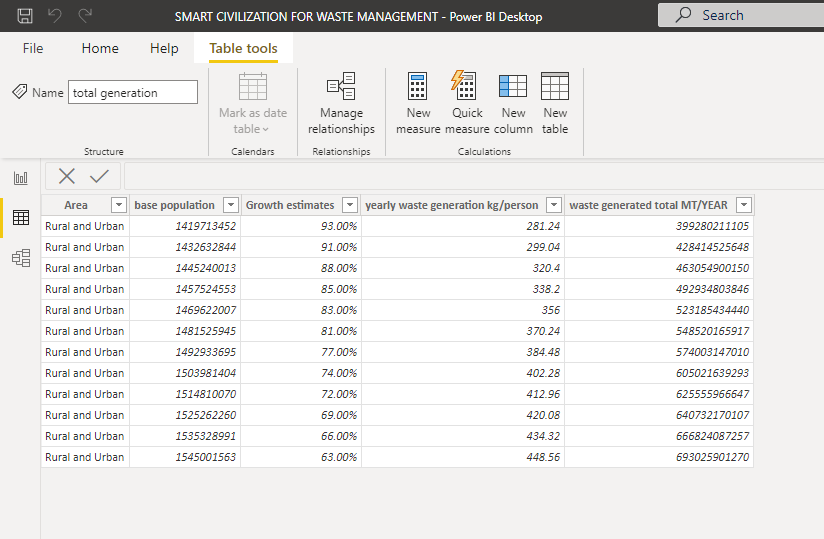 SMART CIVILIZATION FOR WASTE MANAGEMENT - Power BI Desktop
Search
File Home Help Table tools
Name total generation
Mark as date table
Manage relationships
New measure
Quick measure
New column
New table
Structure Calendars Relationships Calculations
Area base population Growth estimates yearly waste generation kg/person waste generated total MT/YEAR
Rural and Urban 1419713452 93.00% 281.24 399280211105
Rural and Urban 1432632844 91.00% 299.04 428414525648
Rural and Urban 1445240013 88.00% 320.4 463054900150
Rural and Urban 1457524553 85.00% 338.2 492934803846
Rural and Urban 1469622007 83.00% 356 523185434440
Rural and Urban 1481525945 81.00% 370.24 548520165917
Rural and Urban 1492933695 77.00% 384.48 574003147010
Rural and Urban 1503981404 74.00% 402.28 605021639293
Rural and Urban 1514810070 72.00% 412.96 625555966647
Rural and Urban 1525262260 69.00% 420.08 640732170107
Rural and Urban 1535328991 66.00% 434.32 666824087257
Rural and Urban 1545001563 63.00% 448.56 693025901270